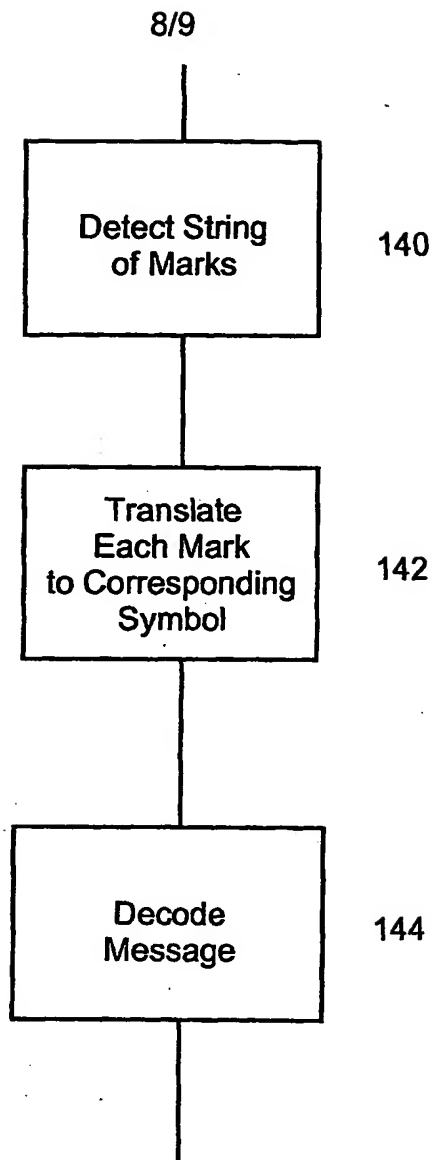 8/9
Detect String
of Marks
140
Translate
Each Mark
to Corresponding
Symbol
142
Decode
Message
144